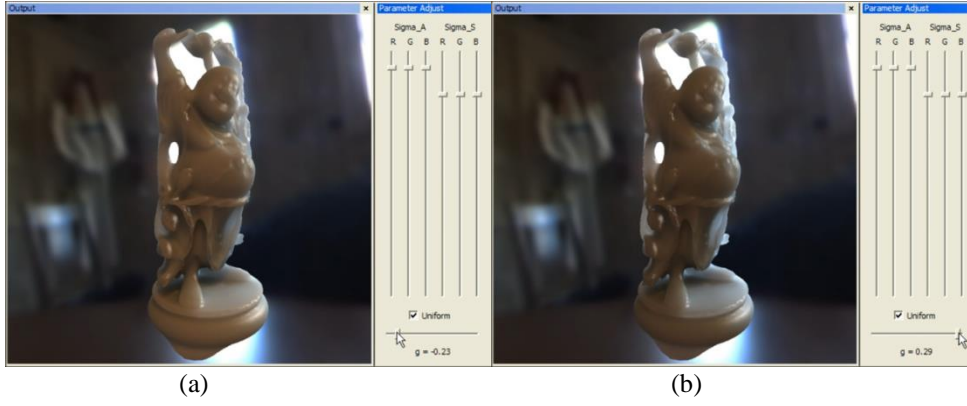 Output × Parameter Adjust
Sigma_A Sigma_S
R G B R G B
Uniform
g = -0.23
(a)
Output × Parameter Adjust
Sigma_A Sigma_S
R G B R G B
Uniform
g = 0.29
(b)